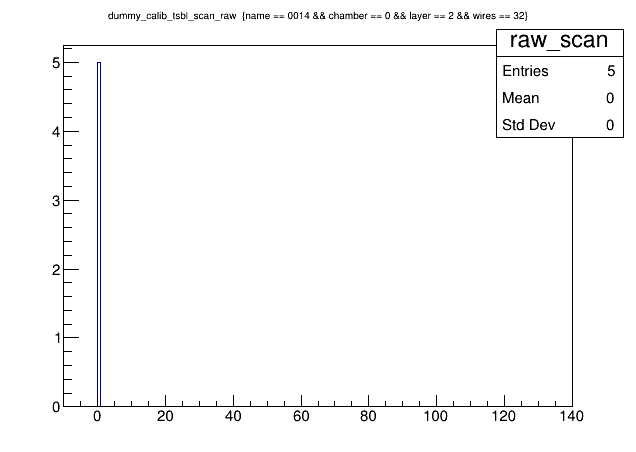 dummy_calib_tsbl_scan_raw {name == 0014 && chamber == 0 && layer == 2 && wires == 32}
raw_scan
Entries 5
Mean 0
Std Dev 0
5
4
3
2
1
0
0 20 40 60 80 100 120 140